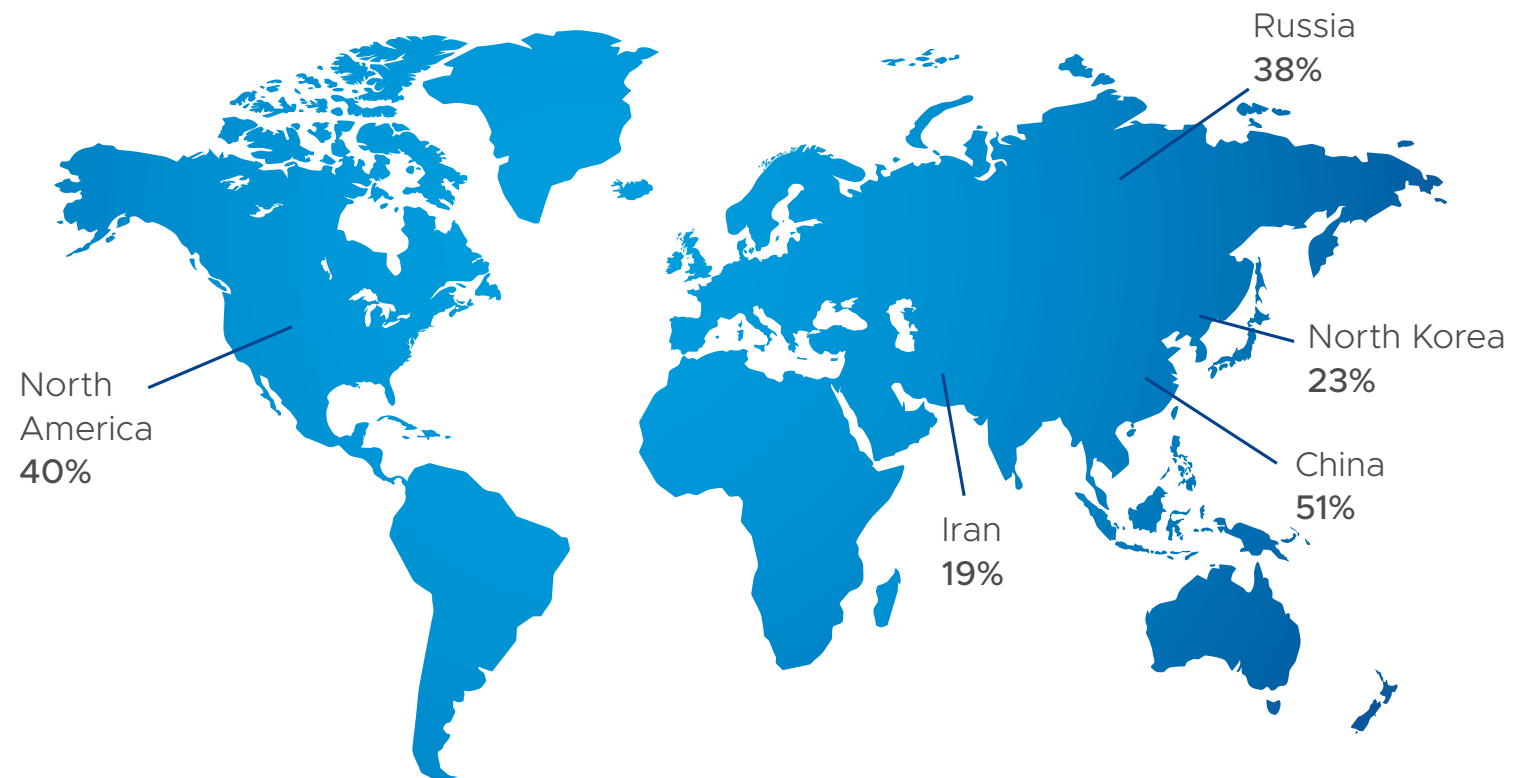 Russia
38%
North
America
40%
North Korea
23%
China
51%
Iran
19%